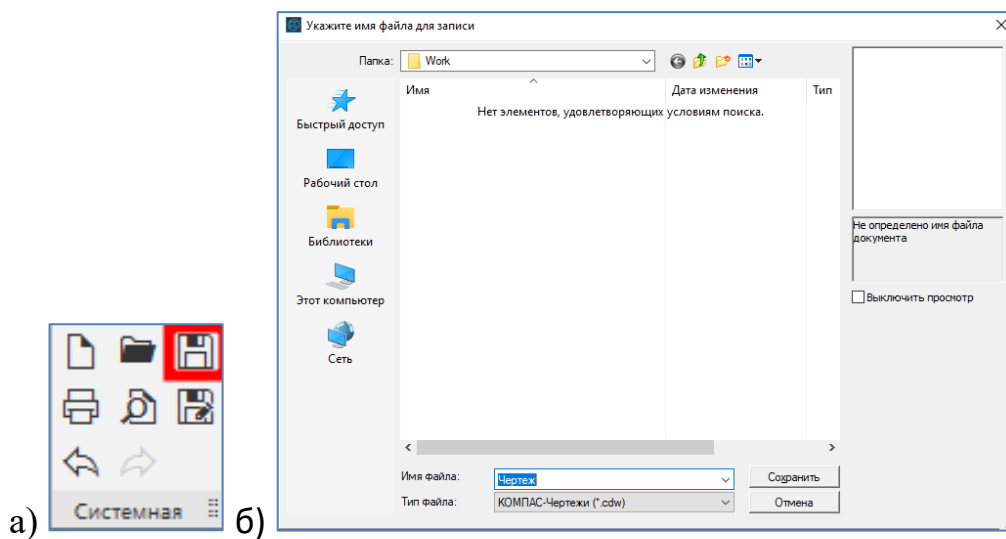 Укажите имя файла для записи
Папка: Work
Имя Дата изменения Тип
Нет элементов, удовлетворяющих условиям поиска.
Быстрый доступ
Рабочий стол
Библиотеки
Этот компьютер
Сеть
Не определено имя файла
документа
Выключить просмотр
Имя файла: Чертеж Сохранить
Тип файла: КОМПАС-Чертежи (*.cdw) Отмена
Системная
а) б)